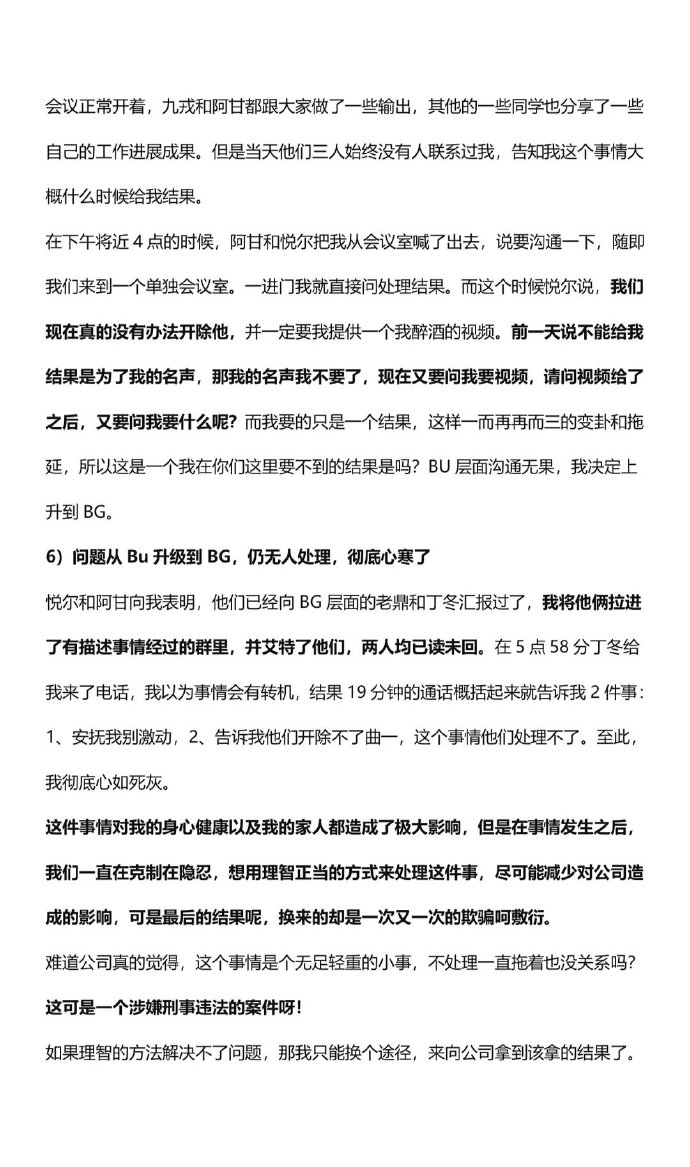 会议正常开着，九戎和阿甘都跟大家做了一些输出，其他的一些同学也分享了一些
自己的工作进展成果。但是当天他们三人始终没有人联系过我，告知我这个事情大
概什么时候给我结果。
在下午将近 4 点的时候，阿甘和悦尔把我从会议室喊了出去，说要沟通一下，随即
我们来到一个单独会议室。一进门我就直接问处理结果。而这个时候悦尔说，我们
现在真的没有办法开除他，并一定要我提供一个我醉酒的视频。前一天说不能给我
结果是为了我的名声，那我的名声我不要了，现在又要问我要视频，请问视频给了
之后，又要问我要什么呢？而我要的只是一个结果，这样一而再再而三的变卦和拖
延，所以这是一个我在你们这里要不到的结果是吗？BU 层面沟通无果，我决定上
升到 BG。
6）问题从 Bu 升级到 BG，仍无人处理，彻底心寒了
悦尔和阿甘向我表明，他们已经向 BG 层面的老鼎和丁冬汇报过了，我将他俩拉进
了有描述事情经过的群里，并艾特了他们，两人均已读未回。在 5 点 58 分丁冬给
我来了电话，我以为事情会有转机，结果 19 分钟的通话概括起来就告诉我 2 件事：
1、安抚我别激动，2、告诉我他们开除不了曲一，这个事情他们处理不了。至此，
我彻底心如死灰。
这件事情对我的身心健康以及我的家人都造成了极大影响，但是在事情发生之后，
我们一直在克制在隐忍，想用理智正当的方式来处理这件事，尽可能减少对公司造
成的影响，可是最后的结果呢，换来的却是一次又一次的欺骗呵敷衍。
难道公司真的觉得，这个事情是个无足轻重的小事，不处理一直拖着也没关系吗？
这可是一个涉嫌刑事违法的案件呀！
如果理智的方法解决不了问题，那我只能换个途径，来向公司拿到该拿的结果了。